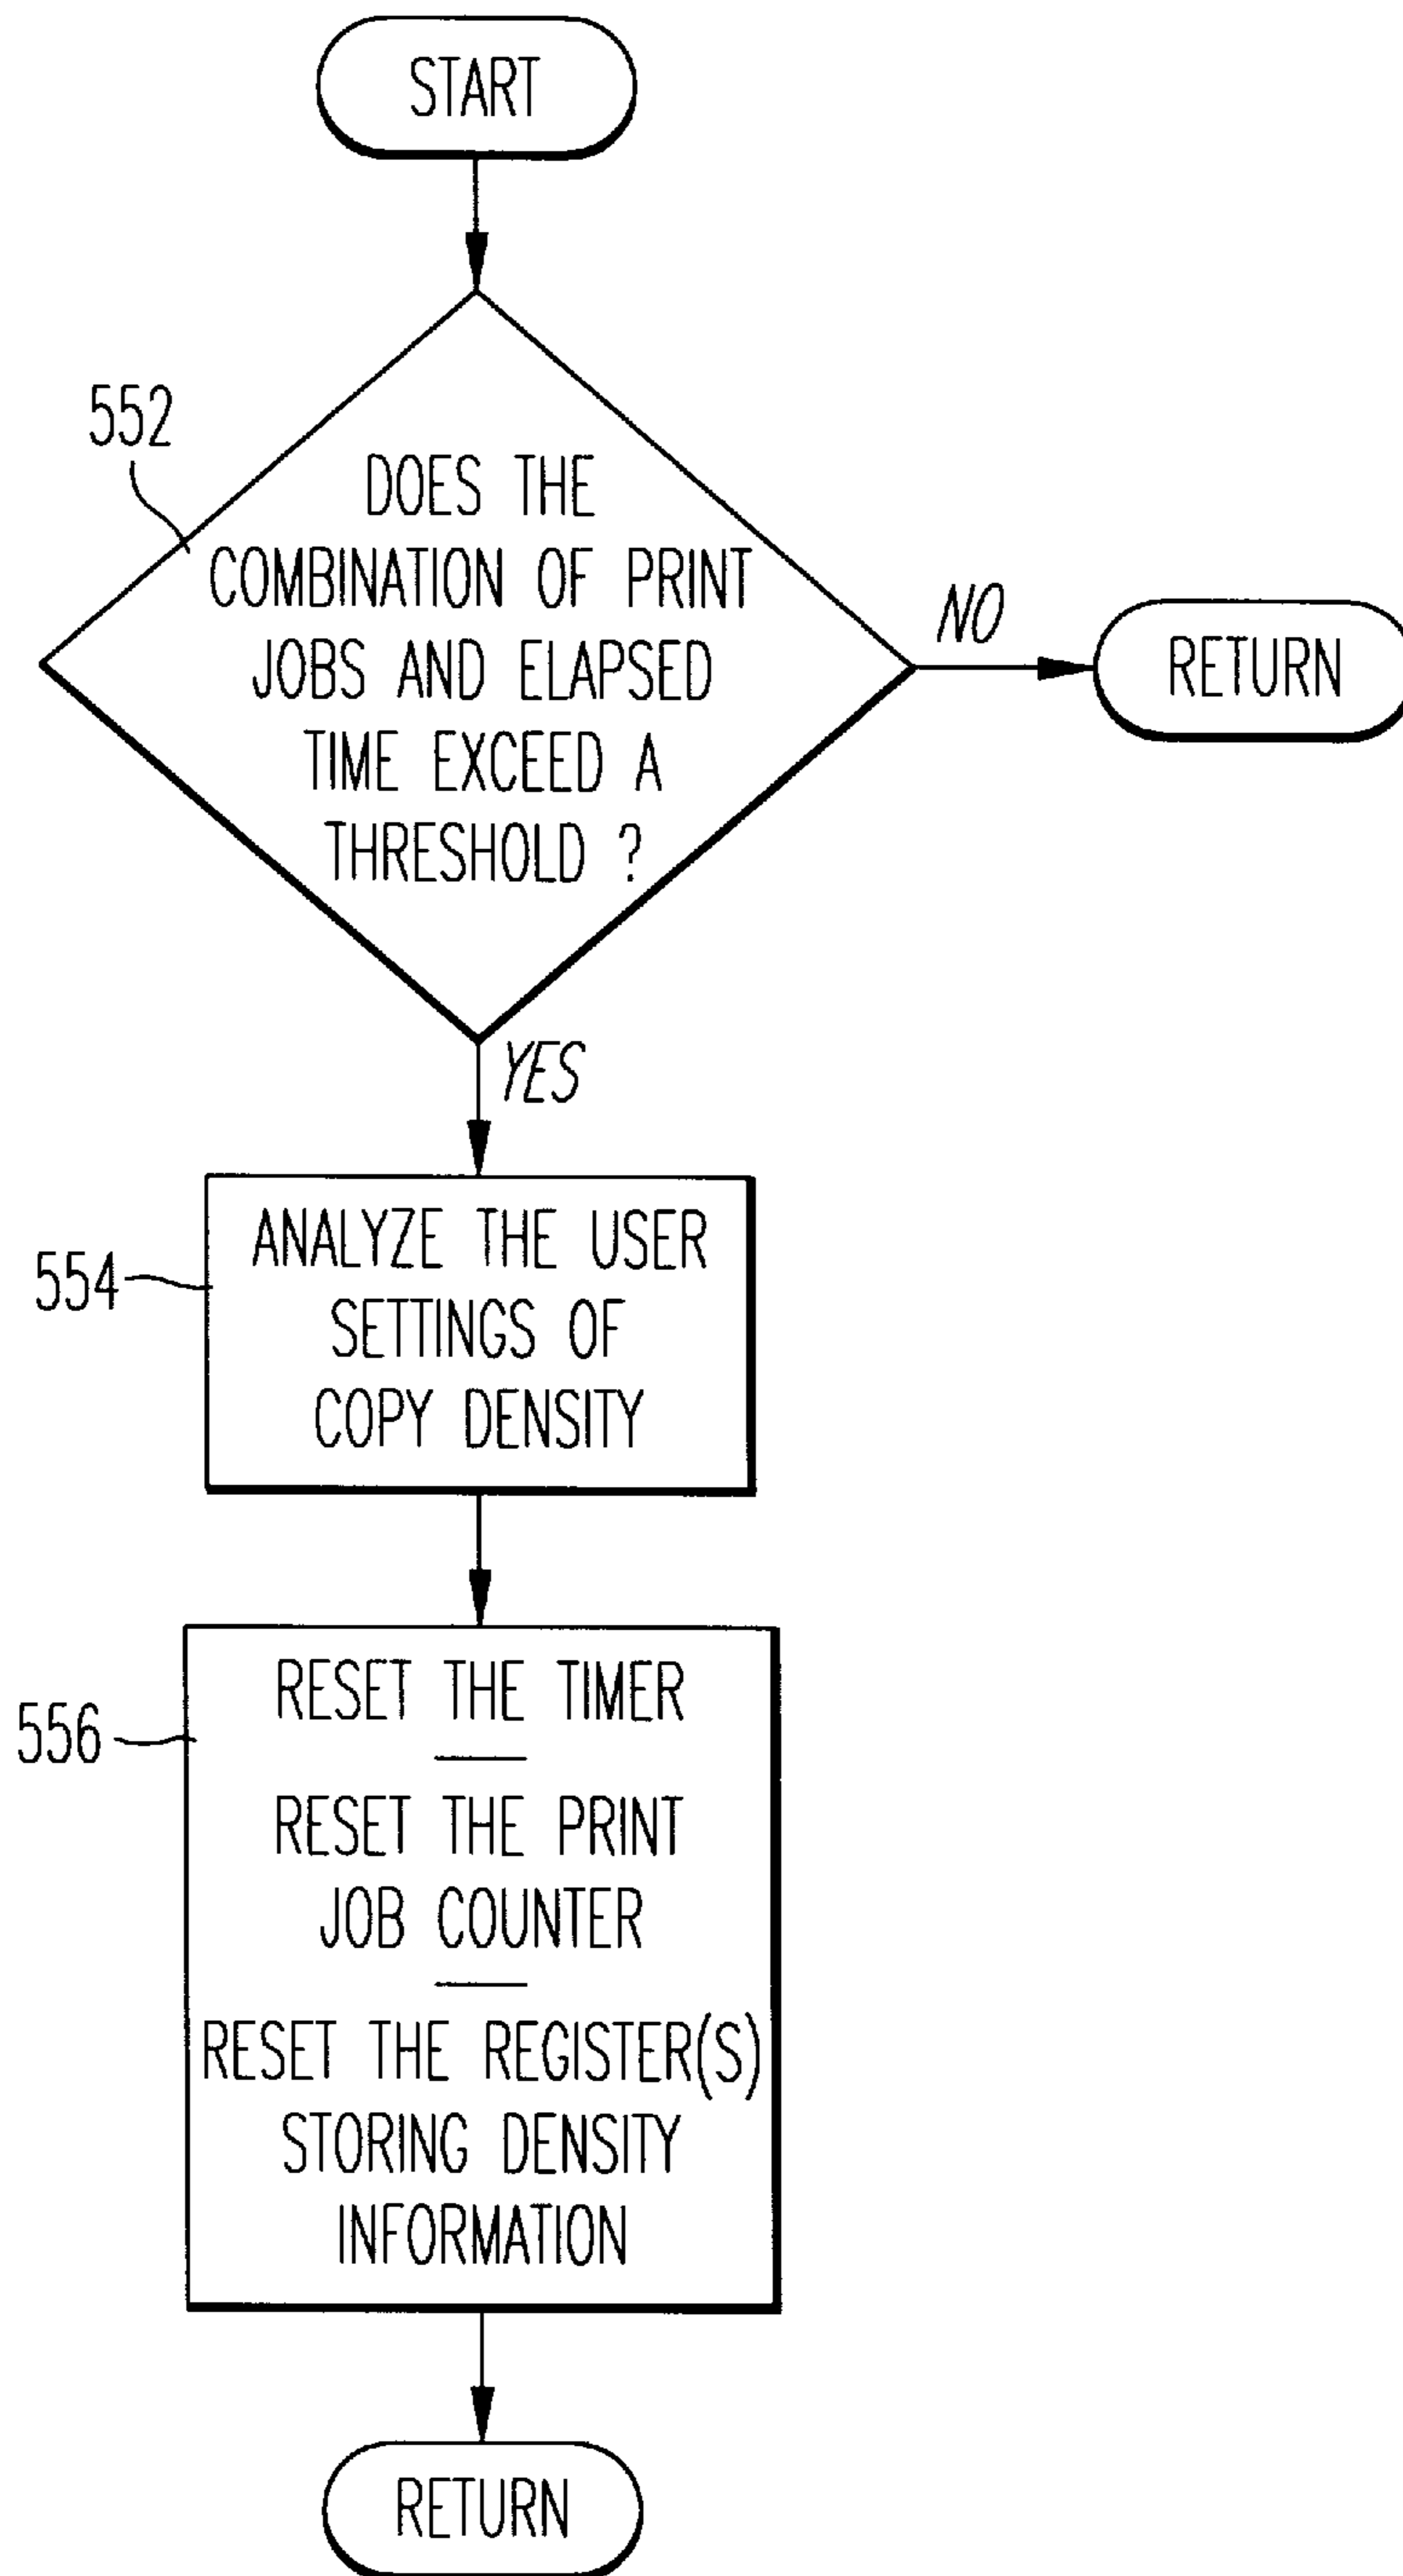 START
552
DOES THE
COMBINATION OF PRINT
JOBS AND ELAPSED
TIME EXCEED A
THRESHOLD ?
NO
RETURN
YES
554
ANALYZE THE USER
SETTINGS OF
COPY DENSITY
556
RESET THE TIMER
RESET THE PRINT
JOB COUNTER
RESET THE REGISTER(S)
STORING DENSITY
INFORMATION
RETURN